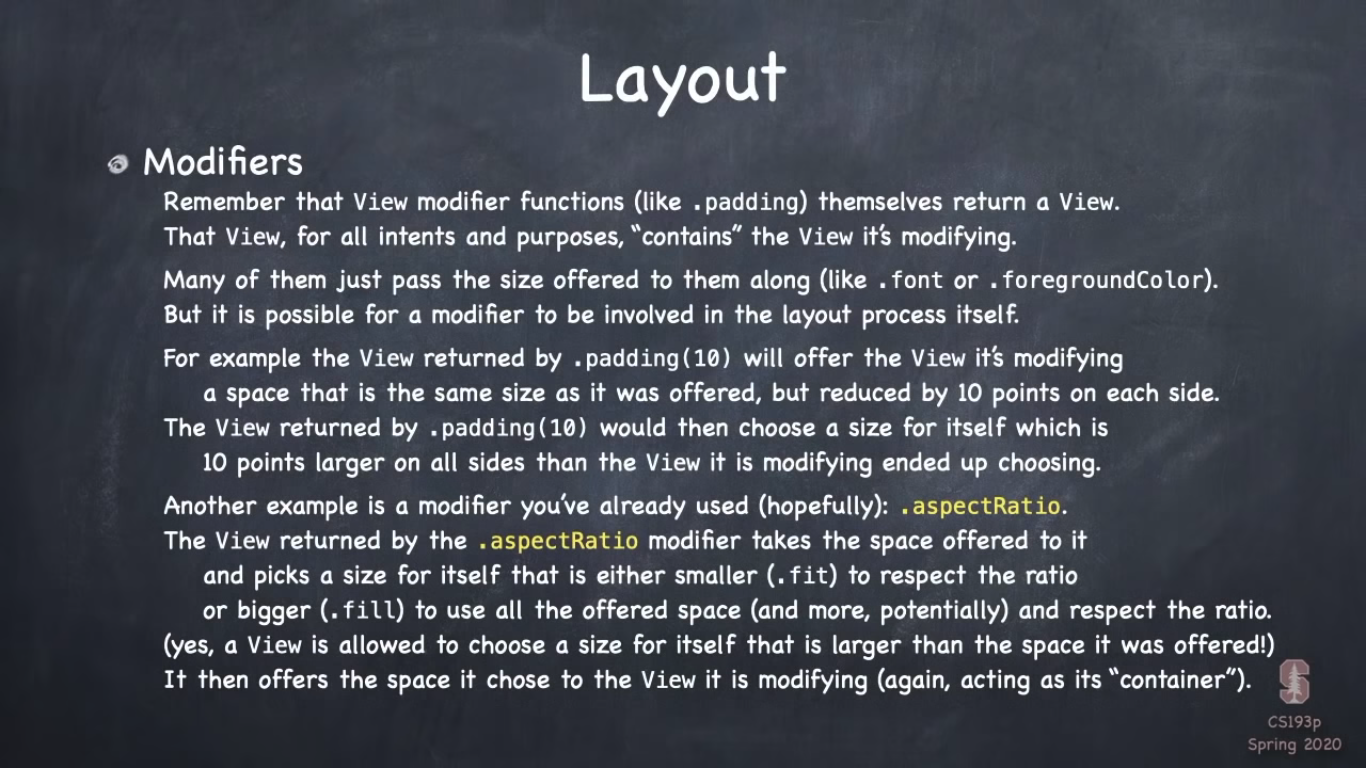 Layout
Modifiers
Remember that View modifier functions (like .padding) themselves return a View.
That View, for all intents and purposes, “contains” the View it’s modifying.
Many of them just pass the size offered to them along (like .font or .foregroundColor).
But it is possible for a modifier to be involved in the layout process itself.
For example the View returned by .padding(10) will offer the View it’s modifying
a space that is the same size as it was offered, but reduced by 10 points on each side.
The View returned by .padding(10) would then choose a size for itself which is
10 points larger on all sides than the View it is modifying ended up choosing.
Another example is a modifier you’ve already used (hopefully): .aspectRatio.
The View returned by the .aspectRatio modifier takes the space offered to it
and picks a size for itself that is either smaller (.fit) to respect the ratio
or bigger (.fill) to use all the offered space (and more, potentially) and respect the ratio.
(yes, a View is allowed to choose a size for itself that is larger than the space it was offered!)
It then offers the space it chose to the View it is modifying (again, acting as its “container”).
S
CS193p
Spring 2020